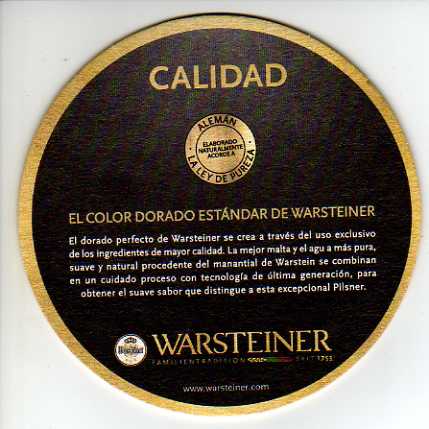 CALIDAD
ALEMÁN
ELABORADO
NATURALMENTE
ACORDE A
LA LEY DE PUREZA
EL COLOR DORADO ESTÁNDAR DE WARSTEINER
El dorado perfecto de Warsteiner se crea a través del uso exclusivo
de los ingredientes de mayor calidad. La mejor malta y el agu a más pura,
suave y natural procedente del manantial de Warstein se combinan
en un cuidado proceso con tecnología de última generación, para
obtener el suave sabor que distingue a esta excepcional Pilsner.
WARSTEINER
FAMILIENTRADITION SEIT 1753
www.warsteiner.com